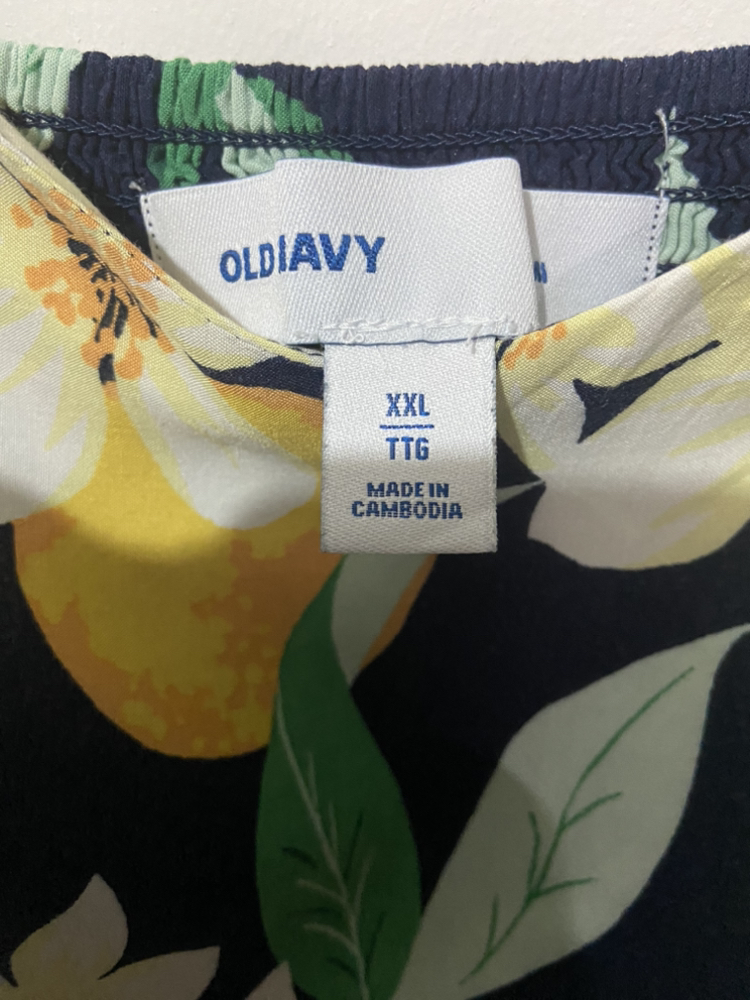 OLD NAVY
XXL
TTG
MADE IN
CAMBODIA